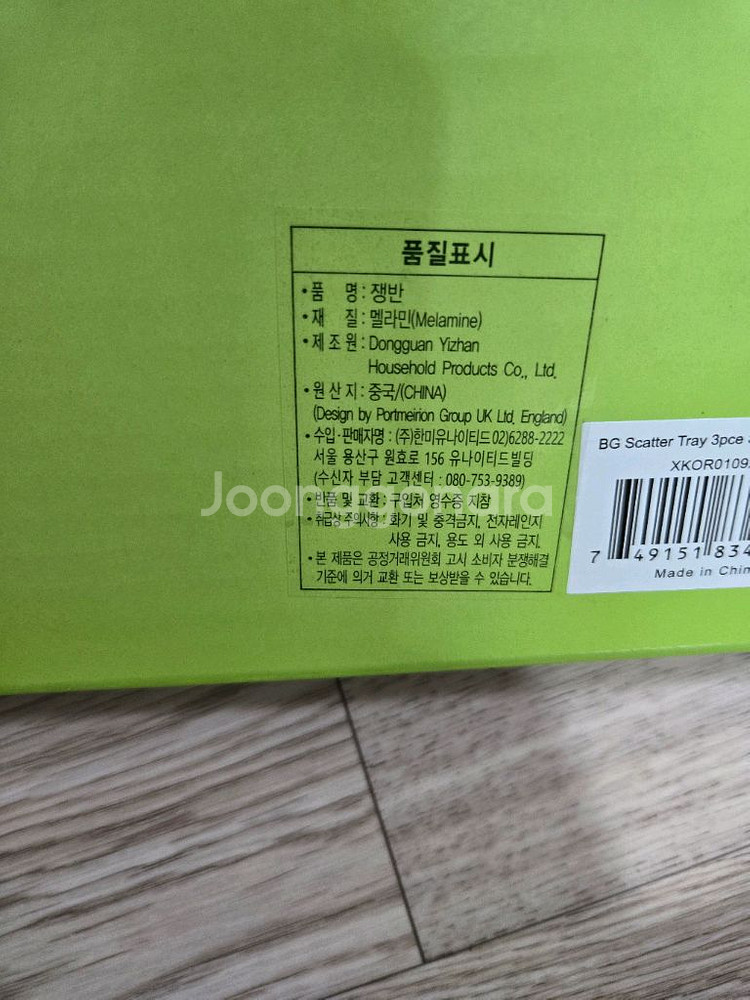 품질표시
• 품 명 : 쟁반
• 재 질 : 멜라민(Melamine)
• 제 조 원 : Dongguan Yizhan
Household Products Co., Ltd.
• 원 산 지 : 중국/(CHINA)
(Design by Portmeirion Group UK Ltd. England)
• 수입·판매자명 : (주)한미유나이티드 02)6288-2222
서울 용산구 원효로 156 유나이티드빌딩
(수신자 부담 고객센터 : 080-753-9389)
• 반품 및 교환 : 구입처 영수증 지참
• 취급상 주의사항 : 화기 및 충격금지, 전자레인지
사용 금지, 용도 외 사용 금지.
• 본 제품은 공정거래위원회 고시 소비자 분쟁해결
기준에 의거 교환 또는 보상받을 수 있습니다.
Joonggonara
BG Scatter Tray 3pce
XKOR0109
7 49151 834
Made in Chin